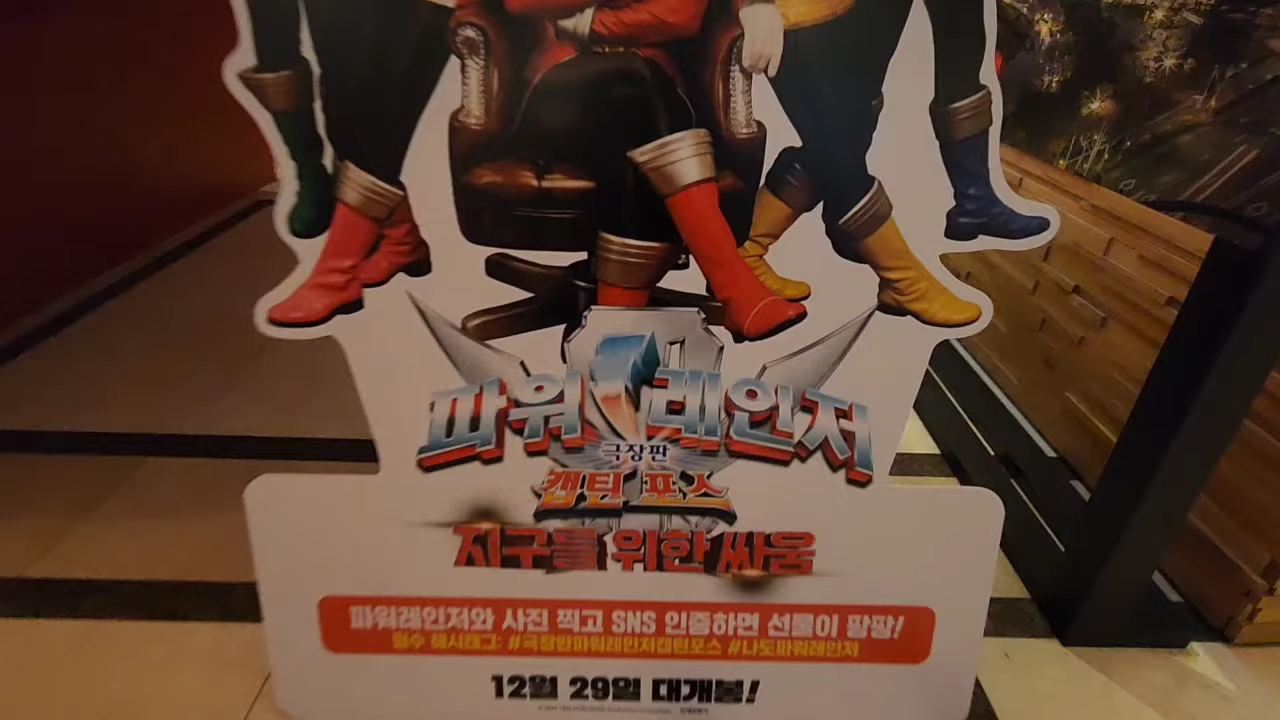 파워레인저
극장판
캡틴 포스
지구를 위한 싸움
파워레인저와 사진 찍고 SNS 인증하면 선물이 팡팡!
필수 해시태그: #극장판파워레인저캡틴포스 #나도파워레인저
12월 29일 대개봉!